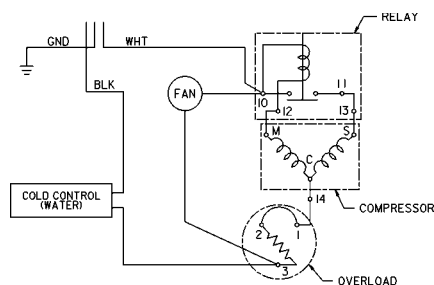 RELAY
GND
WHT
BLK
FAN
10
11
12
13
M
S
C
14
COLD CONTROL
(WATER)
COMPRESSOR
2
1
3
OVERLOAD